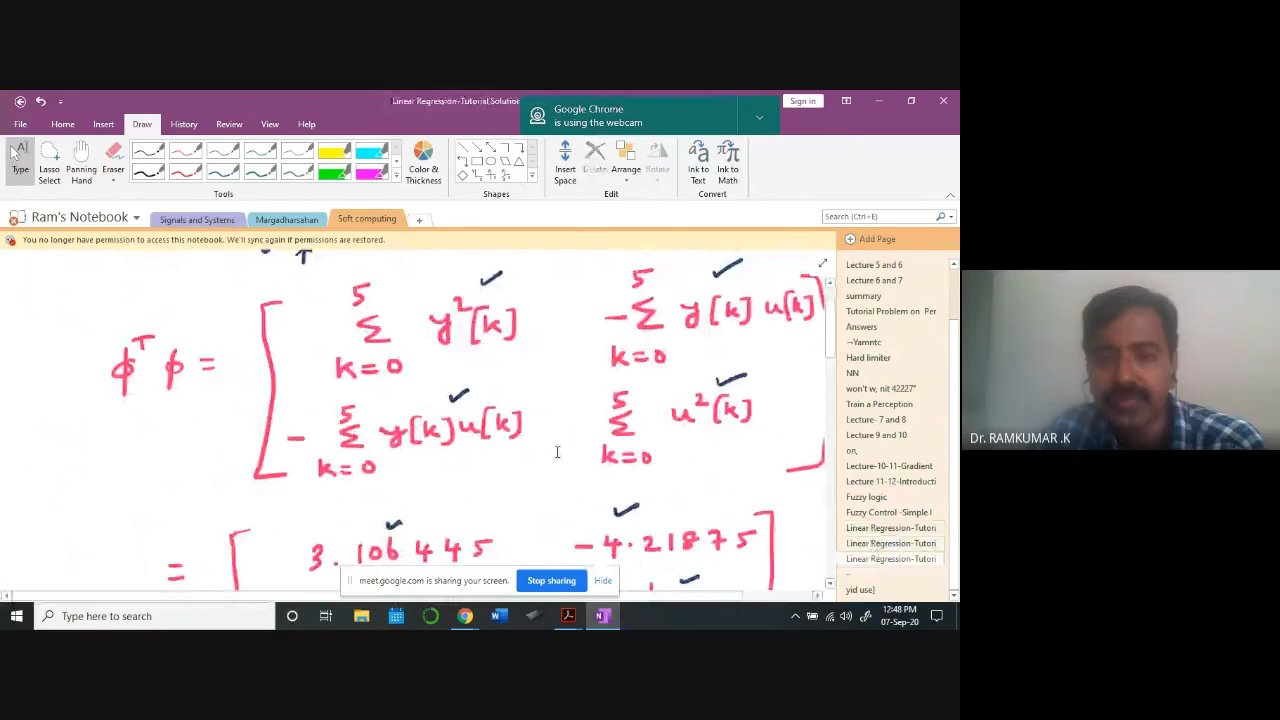 Linear Regression-Tutorial Solution
Google Chrome
is using the webcam
Sign in
File Home Insert Draw History Review View Help
Type
Lasso Select
Panning Hand
Eraser
Color & Thickness
Insert Space
Delete
Arrange
Rotate
Ink to Text
Ink to Math
Tools Shapes Edit Convert
Ram's Notebook Signals and Systems Margadharsahan Soft computing
Search (Ctrl+E)
You no longer have permission to access this notebook. We'll sync again if permissions are restored.
Add Page
Lecture 5 and 6
Lecture 6 and 7
summary
Tutorial Problem on Per
Answers
→Yamntc
Hard limiter
NN
won't w, nit 42227"
Train a Perception
Lecture- 7 and 8
Lecture 9 and 10
on,
Lecture-10-11-Gradient
Lecture 11-12-Introducti
Fuzzy logic
Fuzzy Control -Simple I
Linear Regression-Tutori
Linear Regression-Tutori
Linear Regression-Tutori
-
yid use]
5 5
Σ y²[k] -Σ y[k] u[k]
k=0 k=0
φᵀ φ =
5 5
- Σ y[k]u[k] Σ u²[k]
k=0 k=0
= 3.106445 -4.21875
meet.google.com is sharing your screen. Stop sharing Hide
Dr. RAMKUMAR .K
Type here to search
12:48 PM
07-Sep-20